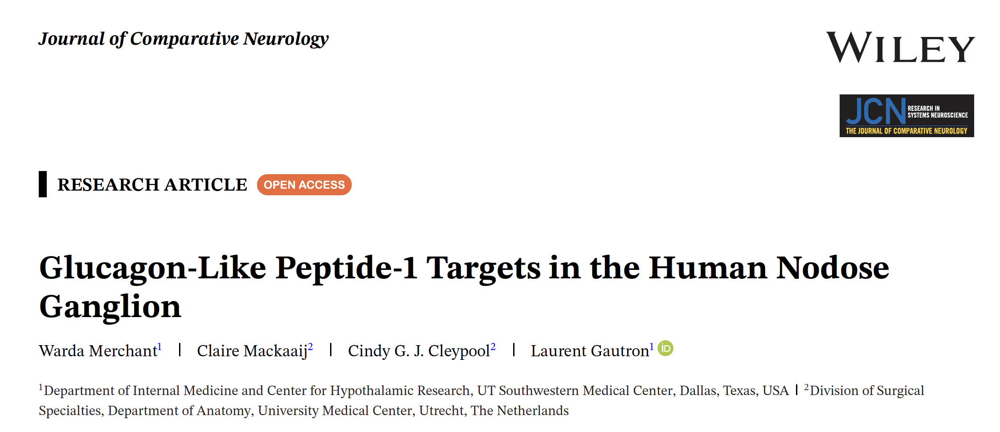 Journal of Comparative Neurology
WILEY
JCN RESEARCH IN
SYSTEMS NEUROSCIENCE
THE JOURNAL OF COMPARATIVE NEUROLOGY
RESEARCH ARTICLE OPEN ACCESS
Glucagon-Like Peptide-1 Targets in the Human Nodose
Ganglion
Warda Merchant1 | Claire Mackaaij2 | Cindy G. J. Cleypool2 | Laurent Gautron1 iD
1Department of Internal Medicine and Center for Hypothalamic Research, UT Southwestern Medical Center, Dallas, Texas, USA | 2Division of Surgical
Specialties, Department of Anatomy, University Medical Center, Utrecht, The Netherlands